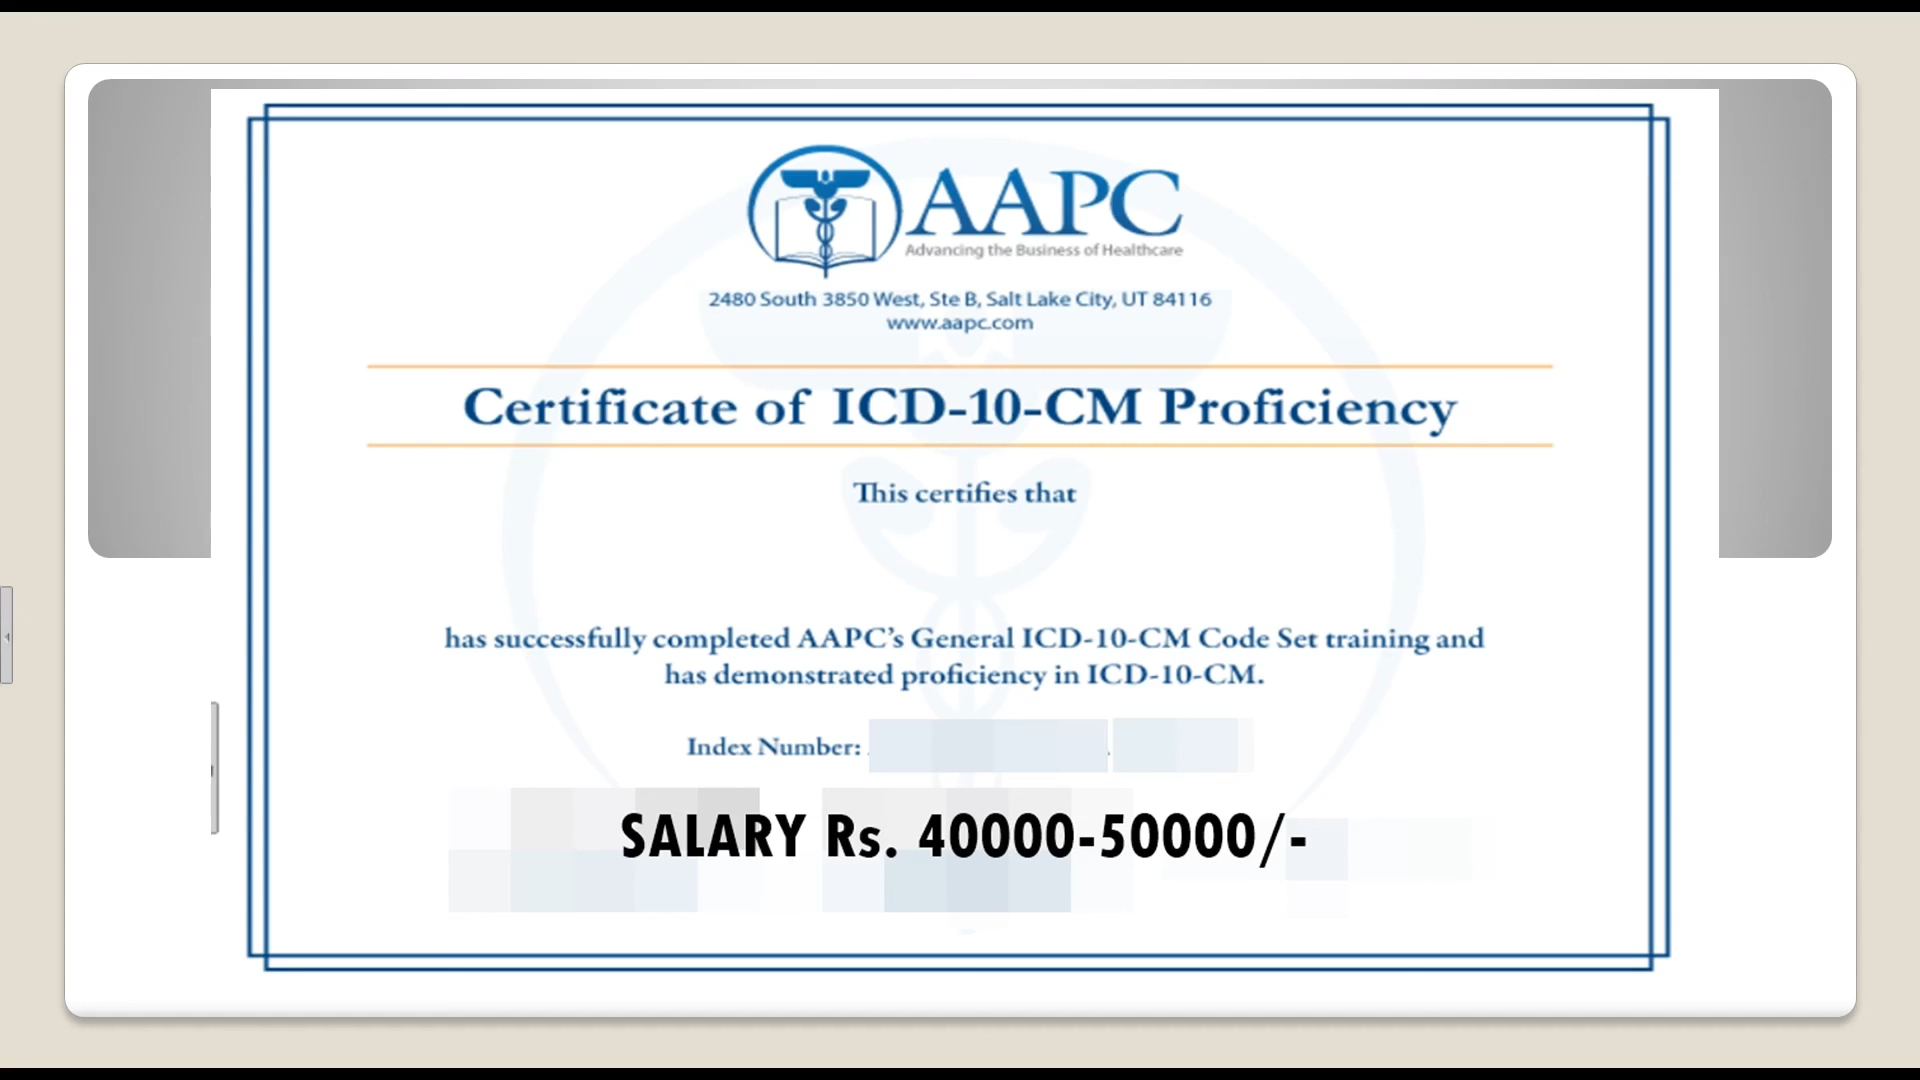 AAPC
Advancing the Business of Healthcare
2480 South 3850 West, Ste B, Salt Lake City, UT 84116
www.aapc.com
Certificate of ICD-10-CM Proficiency
This certifies that
has successfully completed AAPC’s General ICD-10-CM Code Set training and
has demonstrated proficiency in ICD-10-CM.
Index Number:
SALARY Rs. 40000-50000/-